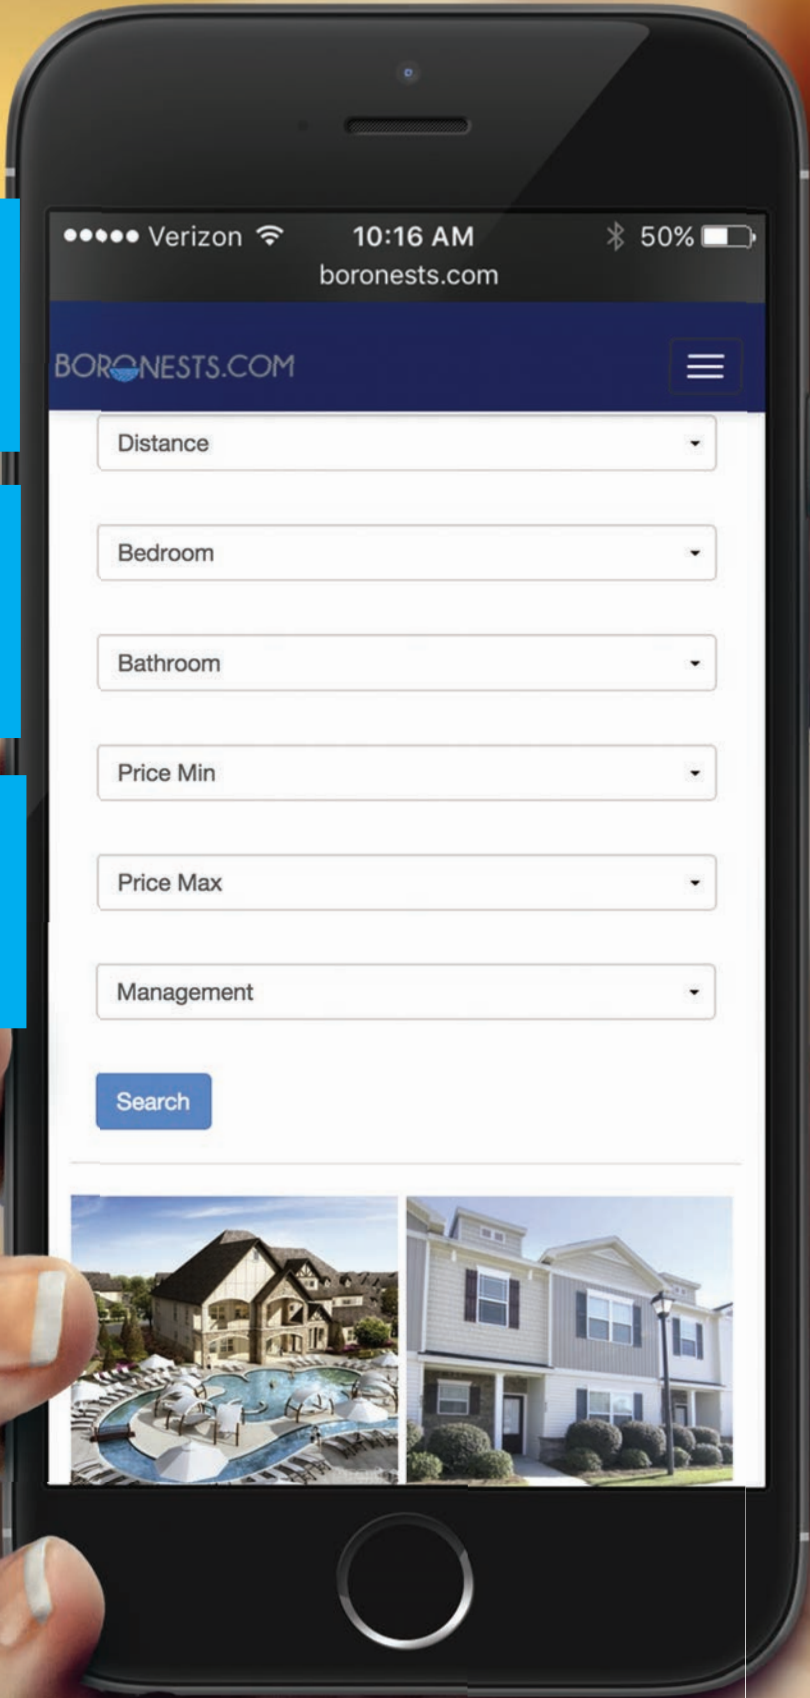 Verizon 10:16 AM 50%
boronests.com
BORONESTS.COM
Distance
Bedroom
Bathroom
Price Min
Price Max
Management
Search